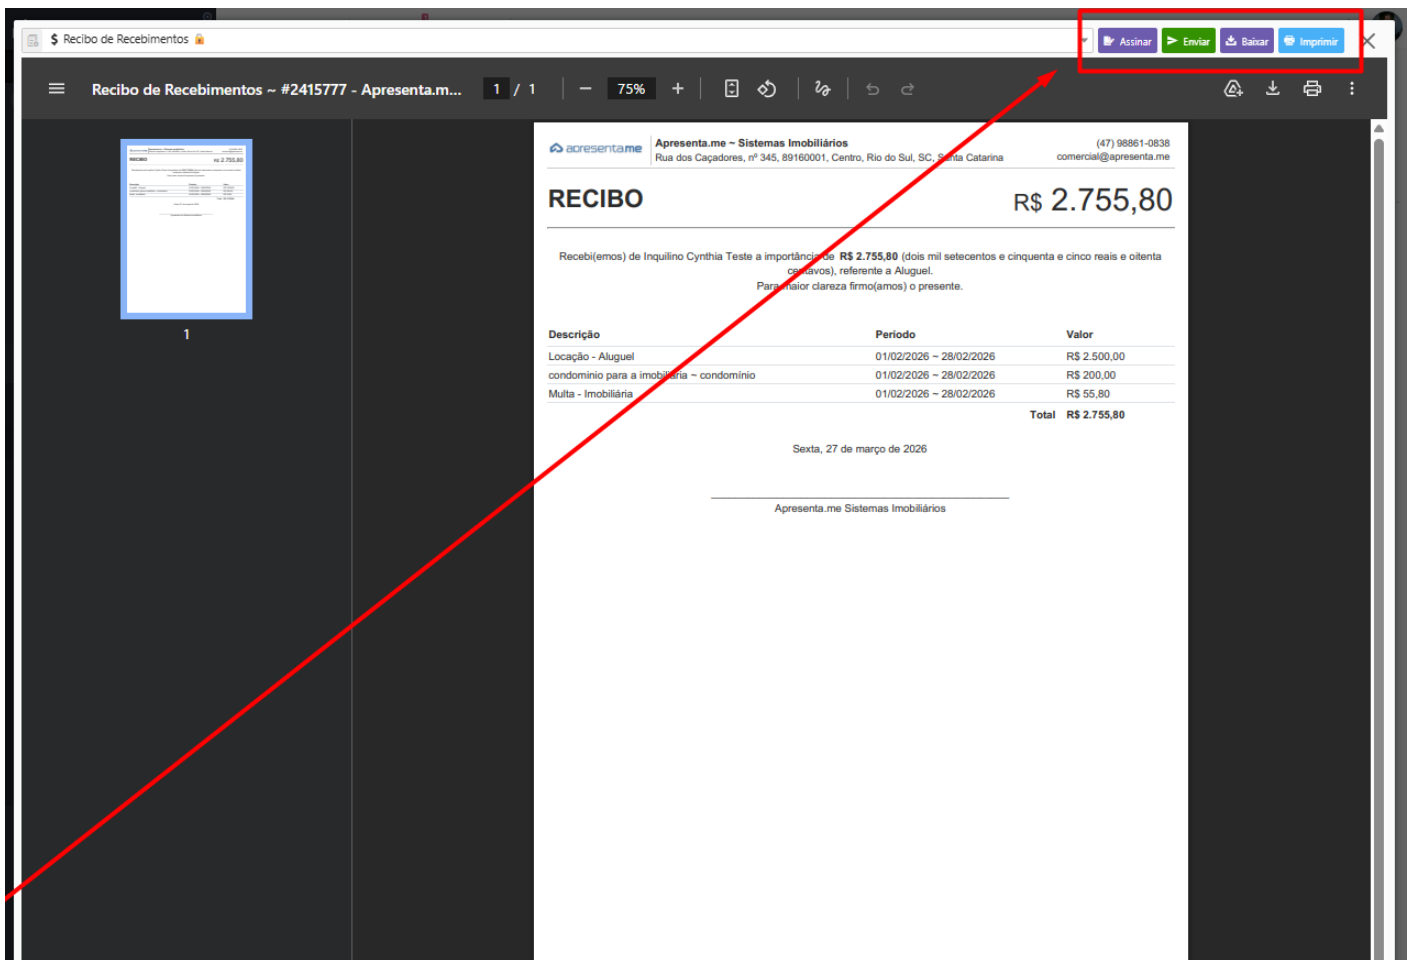 $ Recibo de Recebimentos
Assinar Enviar Baixar Imprimir
Recibo de Recebimentos ~ #2415777 - Apresenta.m... 1 / 1 75%
apresenta.me
Apresenta.me ~ Sistemas Imobiliários
Rua dos Caçadores, nº 345, 89160001, Centro, Rio do Sul, SC, Santa Catarina
(47) 98861-0838
comercial@apresenta.me
RECIBO R$ 2.755,80
Recebi(emos) de Inquilino Cynthia Teste a importância de R$ 2.755,80 (dois mil setecentos e cinquenta e cinco reais e oitenta
centavos), referente a Aluguel.
Para maior clareza firmo(amos) o presente.
Descrição Período Valor
Locação - Aluguel 01/02/2026 ~ 28/02/2026 R$ 2.500,00
condominio para a imobiliária ~ condomínio 01/02/2026 ~ 28/02/2026 R$ 200,00
Multa - Imobiliária 01/02/2026 ~ 28/02/2026 R$ 55,80
Total R$ 2.755,80
Sexta, 27 de março de 2026
Apresenta.me Sistemas Imobiliários
RECIBO R$ 2.755,80
1